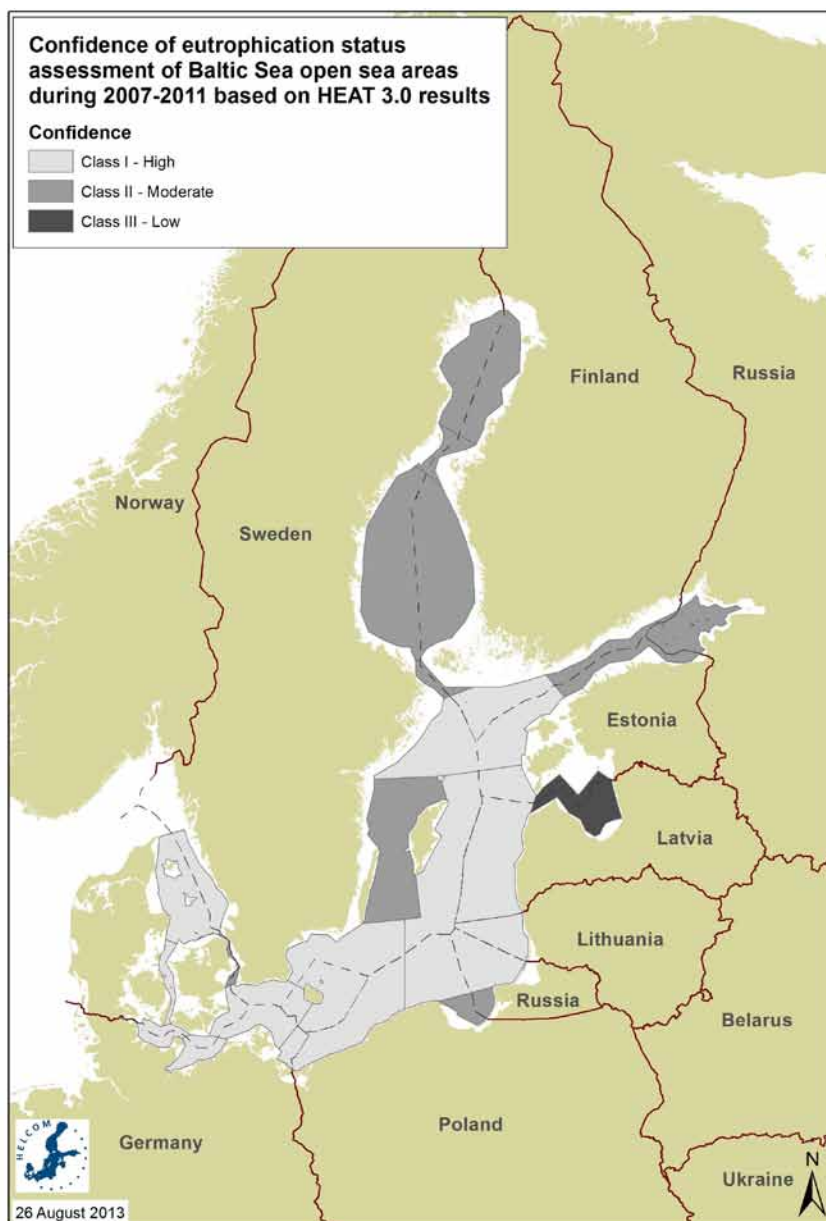 Confidence of eutrophication status
assessment of Baltic Sea open sea areas
during 2007-2011 based on HEAT 3.0 results
Confidence
Class I - High
Class II - Moderate
Class III - Low
Finland
Russia
Norway
Sweden
Estonia
Latvia
Lithuania
Russia
Belarus
Poland
Germany
Ukraine
N
HELCOM
26 August 2013